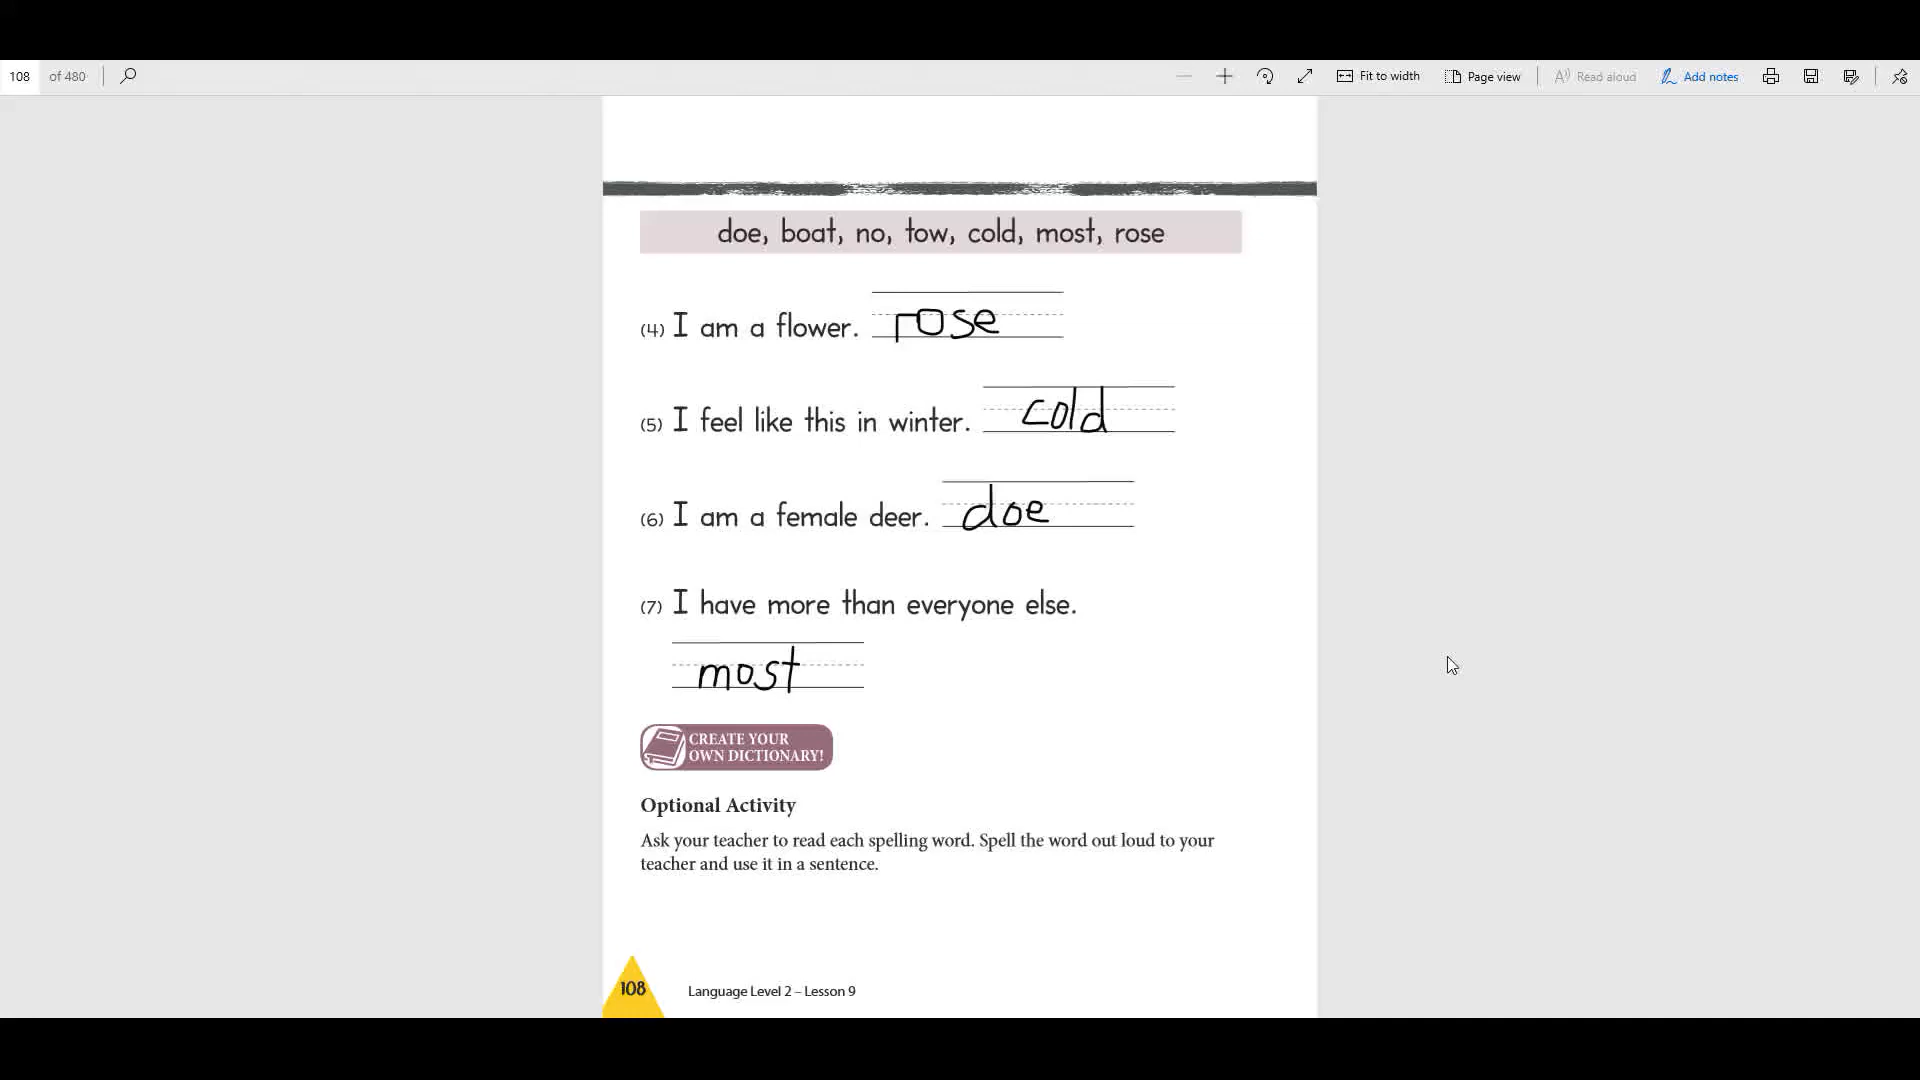 108 of 480 Fit to width Page view Read aloud Add notes
doe, boat, no, tow, cold, most, rose
(4) I am a flower. rose
(5) I feel like this in winter. cold
(6) I am a female deer. doe
(7) I have more than everyone else.
most
CREATE YOUR
OWN DICTIONARY!
Optional Activity
Ask your teacher to read each spelling word. Spell the word out loud to your
teacher and use it in a sentence.
108 Language Level 2 – Lesson 9